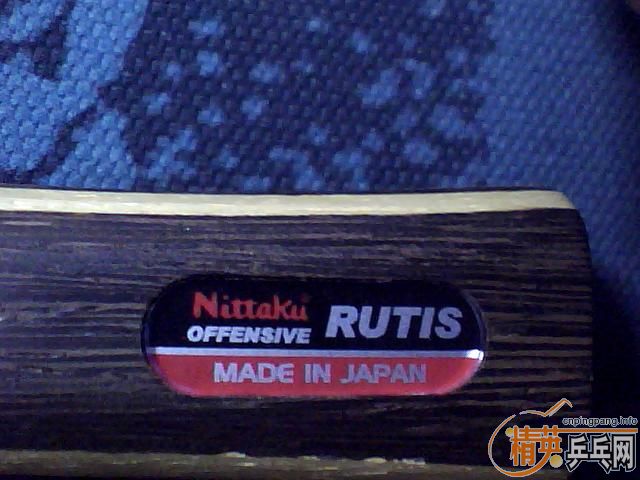 Nittaku RUTIS
OFFENSIVE
MADE IN JAPAN
cnpingpang.info
精英乒乓网